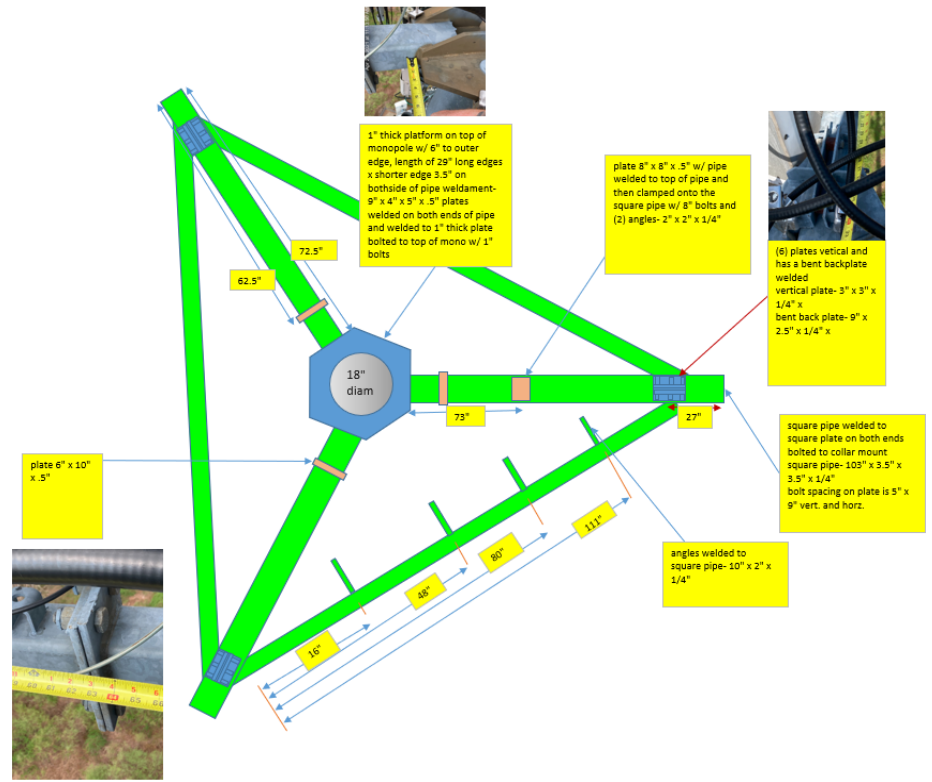 1" thick platform on top of
monopole w/ 6" to outer
edge, length of 29" long edges
x shorter edge 3.5" on
bothside of pipe weldament-
9" x 4" x 5" x .5" plates
welded on both ends of pipe
and welded to 1" thick plate
bolted to top of mono w/ 1"
bolts
plate 8" x 8" x .5" w/ pipe
welded to top of pipe and
then clamped onto the
square pipe w/ 8" bolts and
(2) angles- 2" x 2" x 1/4"
(6) plates vetical and
has a bent backplate
welded
vertical plate- 3" x 3" x
1/4" x
bent back plate- 9" x
2.5" x 1/4" x
72.5"
62.5"
18"
diam
73"
27"
square pipe welded to
square plate on both ends
bolted to collar mount
square pipe- 103" x 3.5" x
3.5" x 1/4"
bolt spacing on plate is 5" x
9" vert. and horz.
plate 6" x 10"
x .5"
111"
80"
48"
16"
angles welded to
square pipe- 10" x 2" x
1/4"